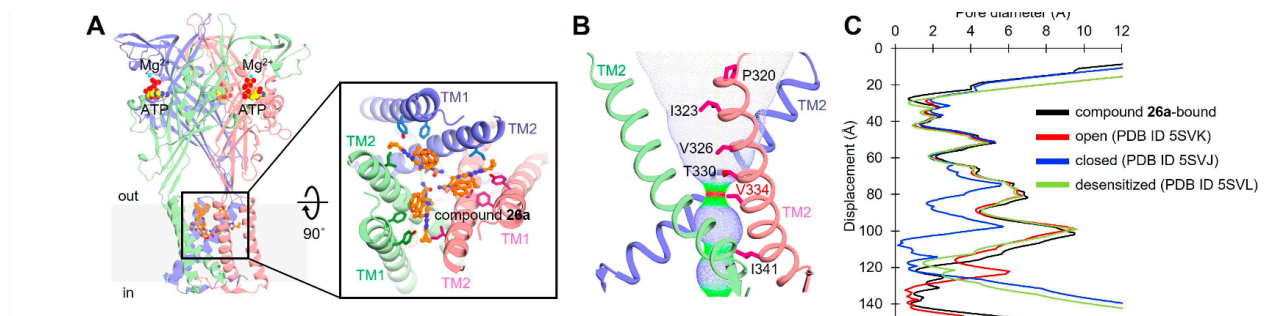 A
Mg2+
Mg2+
ATP
ATP
out
in
90°
TM1
TM2
TM2
compound 26a
TM1
TM1
TM2
B
TM2
P320
TM2
I323
V326
T330
V334
TM2
I341
C
Pore diameter (Å)
0 2 4 6 8 10 12
Displacement (Å)
0
20
40
60
80
100
120
140
compound 26a-bound
open (PDB ID 5SVK)
closed (PDB ID 5SVJ)
desensitized (PDB ID 5SVL)